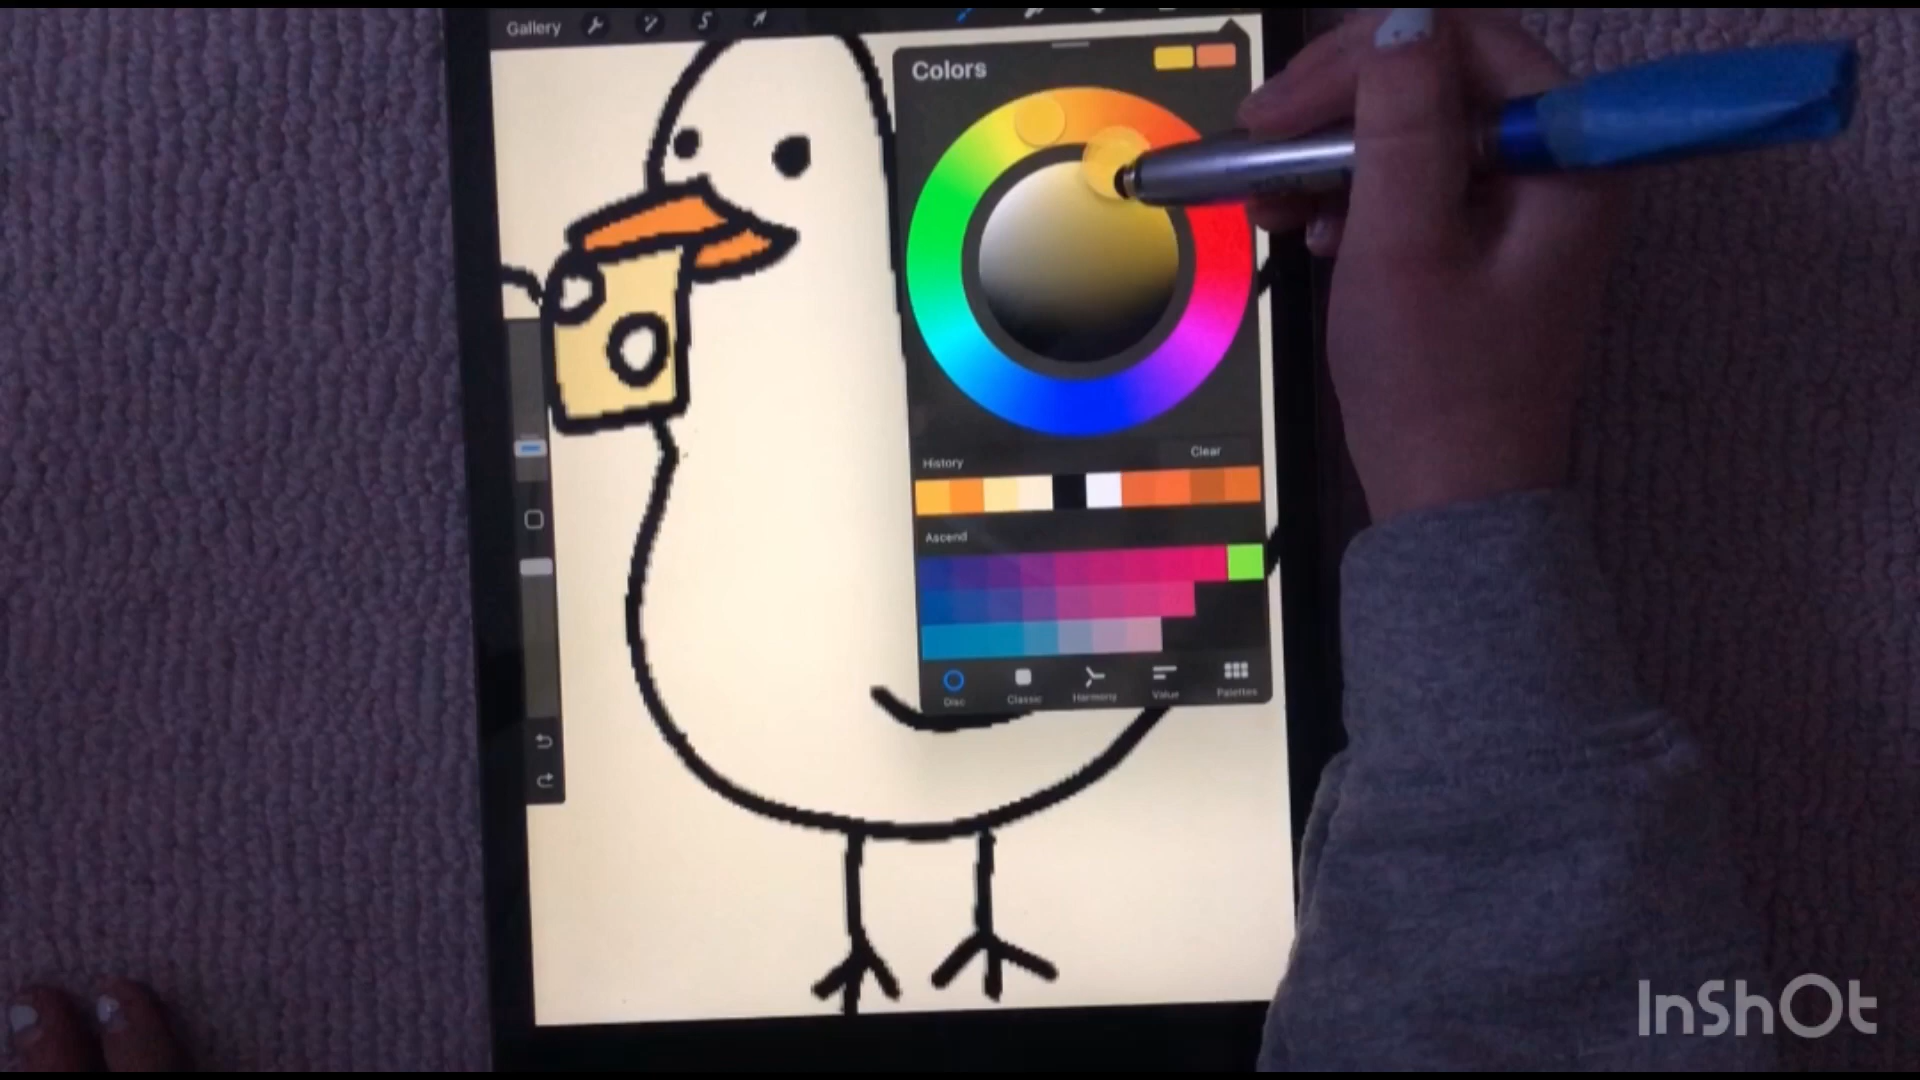 Gallery
Colors
History
Clear
Ascend
Disc
Classic
Harmony
Value
Palettes
InShOt